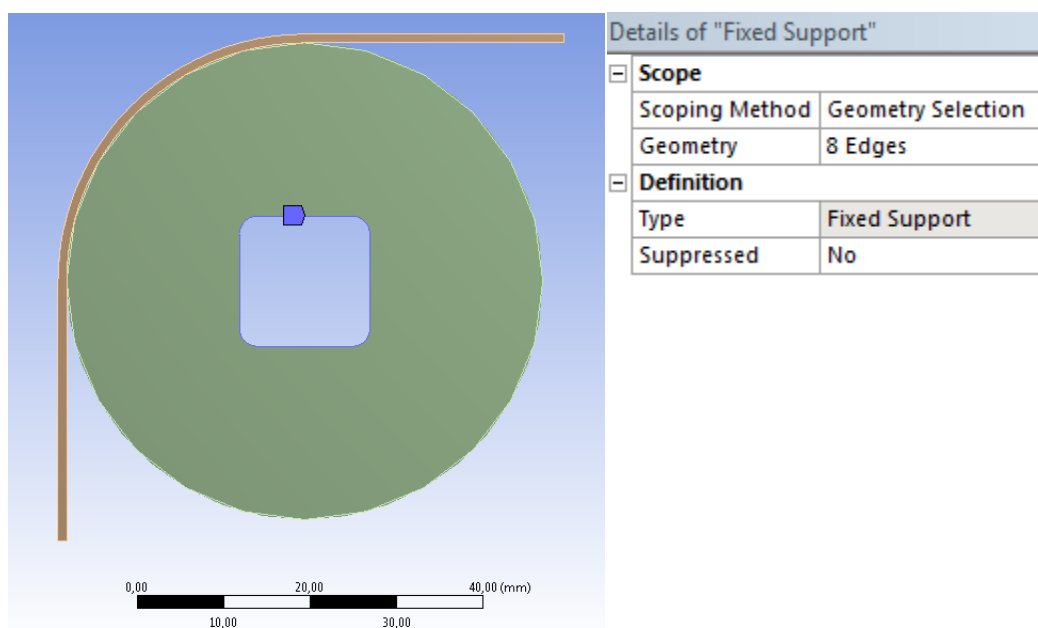 0,00 20,00 40,00 (mm)
10,00 30,00
Details of "Fixed Support"
Scope
Scoping Method Geometry Selection
Geometry 8 Edges
Definition
Type Fixed Support
Suppressed No